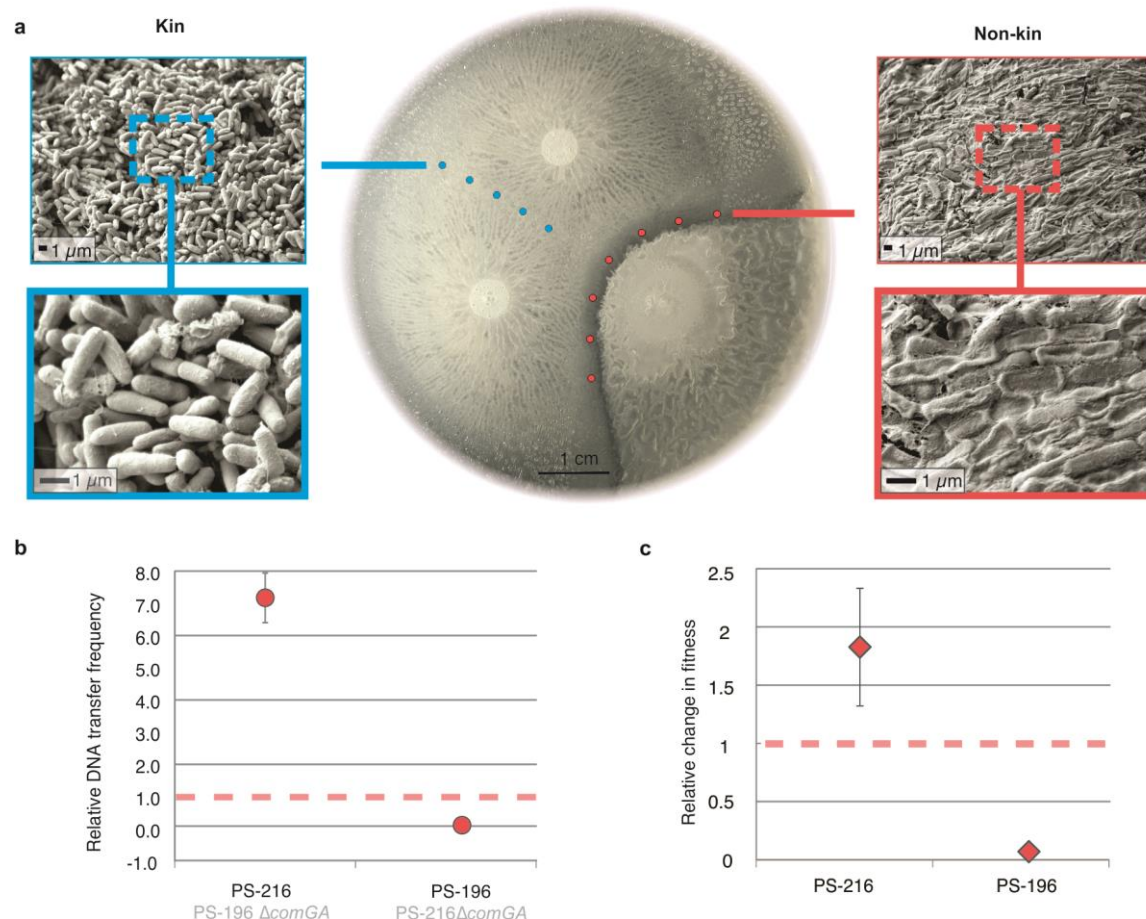 a
Kin
Non-kin
1 µm
1 µm
1 µm
1 µm
1 cm
b
Relative DNA transfer frequency
8.0
7.0
6.0
4.0
3.0
2.0
1.0
0.0
-1.0
PS-216
PS-196 ΔcomGA
PS-196
PS-216ΔcomGA
c
Relative change in fitness
2.5
2
1.5
1
0.5
0
PS-216
PS-196